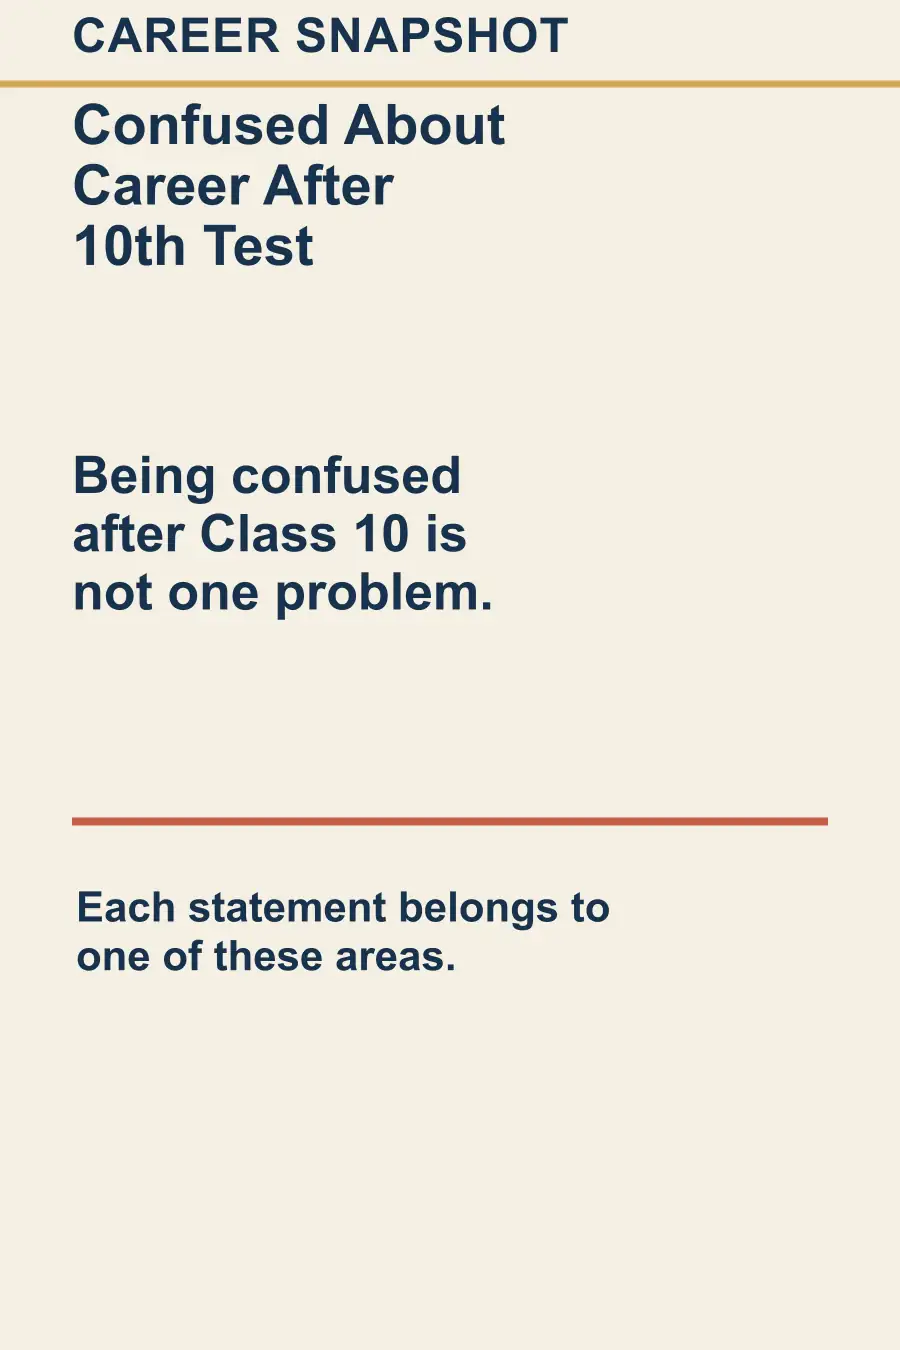 CAREER SNAPSHOT
Confused About
Career After
10th Test
Being confused
after Class 10 is
not one problem.
Each statement belongs to
one of these areas.